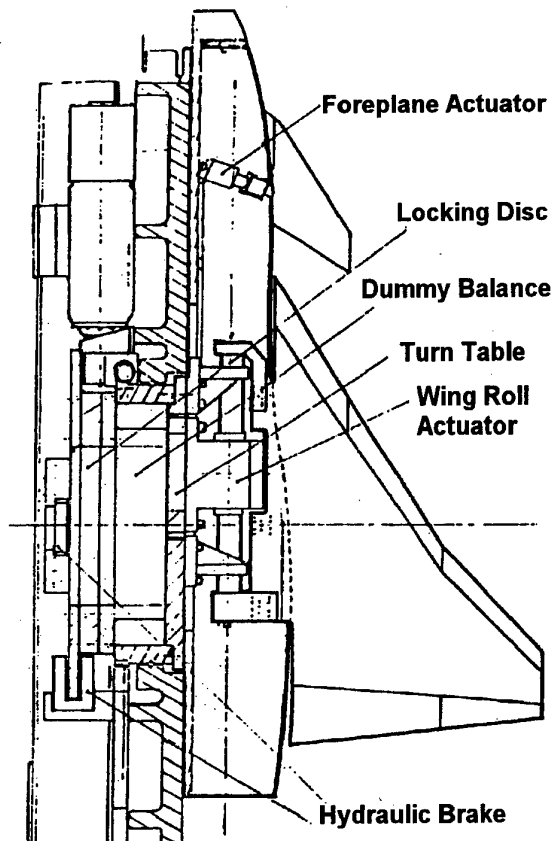 Foreplane Actuator
Locking Disc
Dummy Balance
Turn Table
Wing Roll
Actuator
Hydraulic Brake